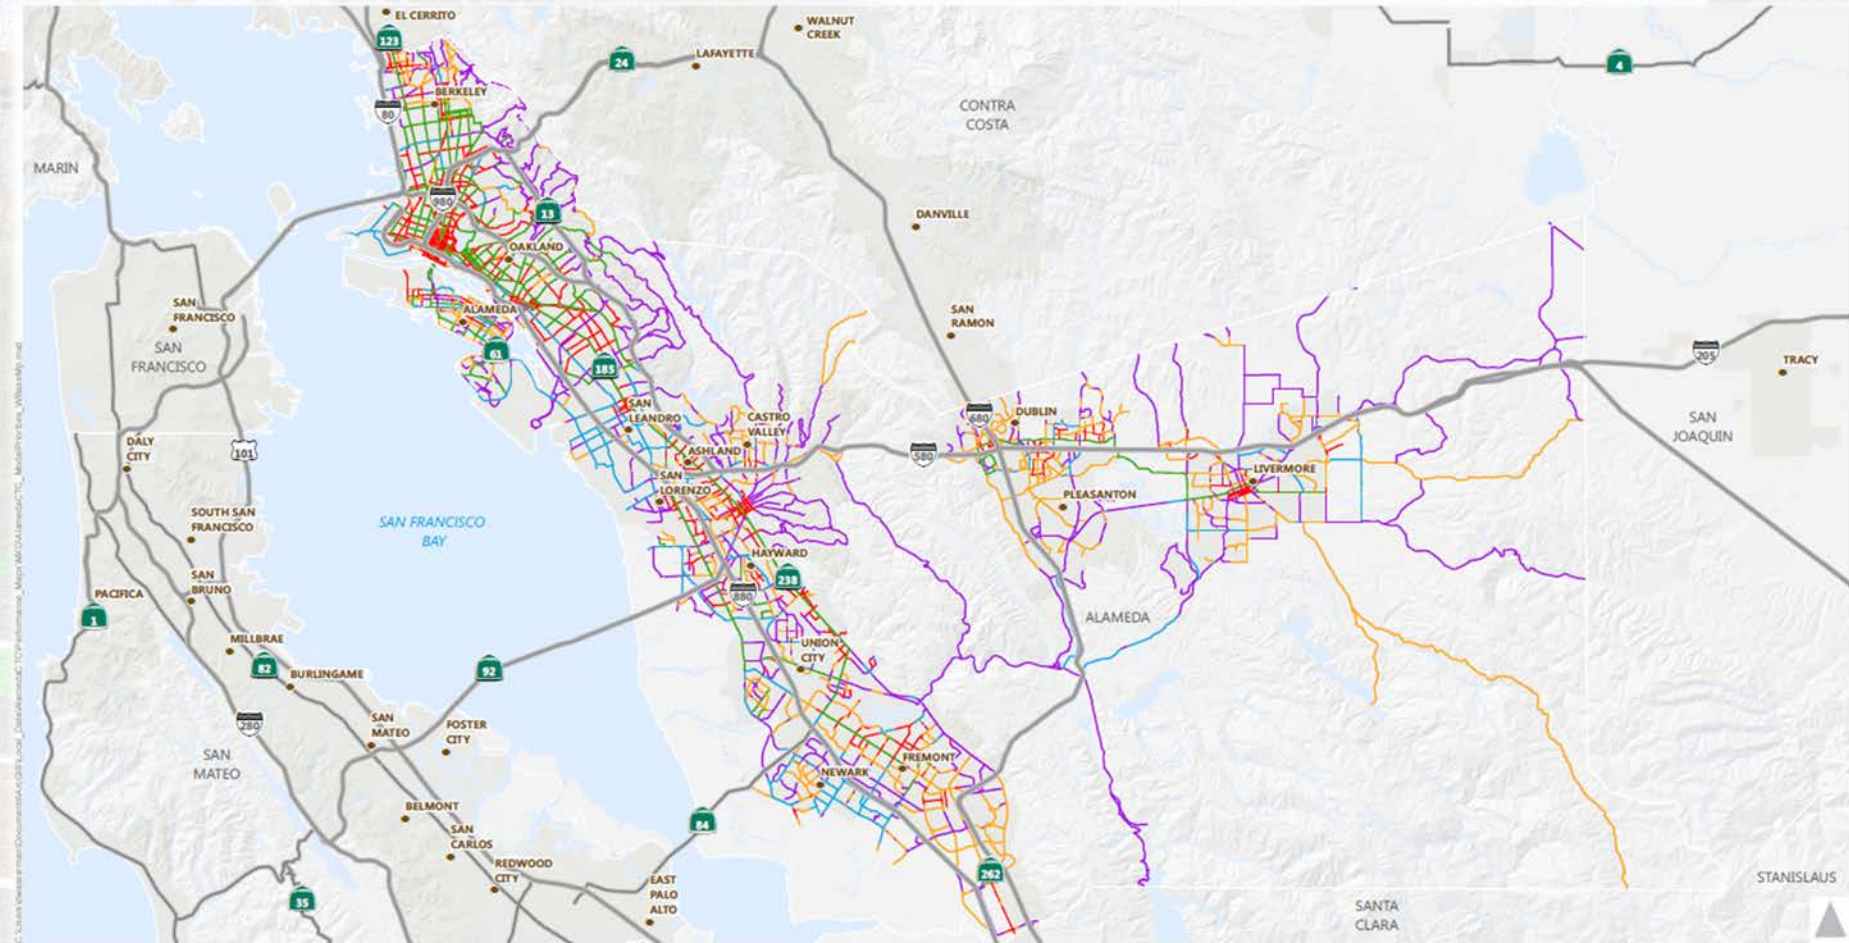 EL CERRITO
123
WALNUT
CREEK
24
LAFAYETTE
4
BERKELEY
80
CONTRA
COSTA
MARIN
980
13
DANVILLE
OAKLAND
SAN
FRANCISCO
ALAMEDA
SAN
RAMON
SAN
FRANCISCO
61
185
205
TRACY
SAN
LEANDRO
CASTRO
VALLEY
680
DUBLIN
SAN
JOAQUIN
DALY
CITY
101
ASHLAND
580
SAN
LORENZO
LIVERMORE
PLEASANTON
SOUTH SAN
FRANCISCO
SAN FRANCISCO
BAY
HAYWARD
238
SAN
BRUNO
880
PACIFICA
1
ALAMEDA
MILLBRAE
UNION
CITY
82
BURLINGAME
92
280
SAN
MATEO
FOSTER
CITY
SAN
MATEO
FREMONT
NEWARK
BELMONT
84
SAN
CARLOS
REDWOOD
CITY
262
EAST
PALO
ALTO
35
STANISLAUS
SANTA
CLARA